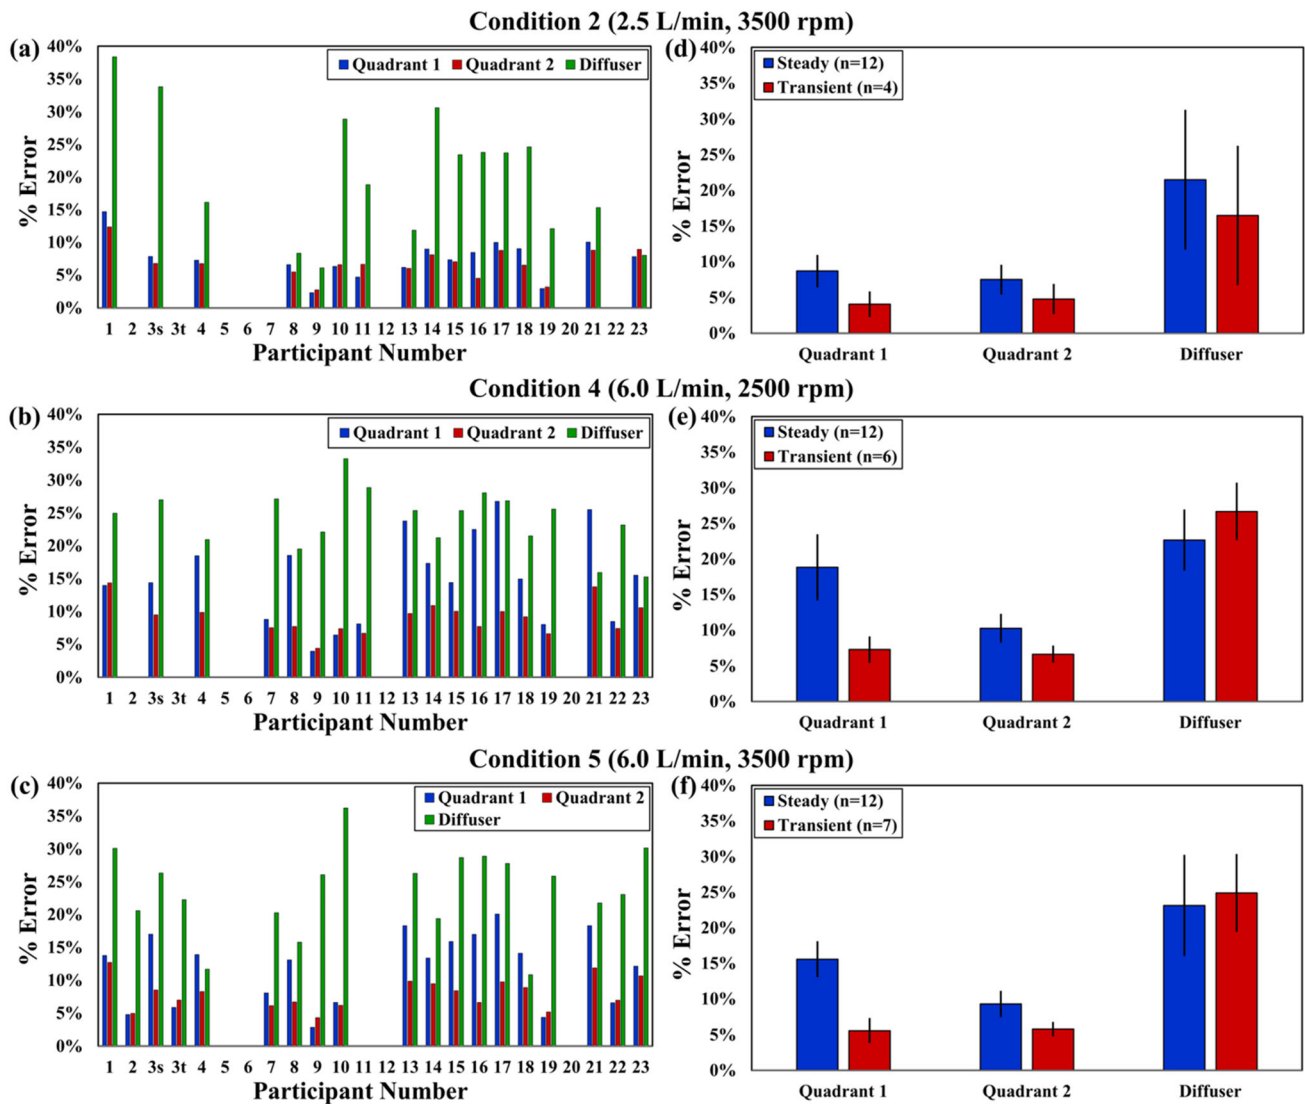 Condition 2 (2.5 L/min, 3500 rpm)
(a)
40%
35%
30%
25%
20%
15%
10%
5%
0%
% Error
Quadrant 1 Quadrant 2 Diffuser
1 2 3s 3t 4 5 6 7 8 9 10 11 12 13 14 15 16 17 18 19 20 21 22 23
Participant Number
(d)
40%
35%
30%
25%
20%
15%
10%
5%
0%
% Error
Steady (n=12)
Transient (n=4)
Quadrant 1 Quadrant 2 Diffuser
Condition 4 (6.0 L/min, 2500 rpm)
(b)
40%
35%
30%
25%
20%
15%
10%
5%
0%
% Error
Quadrant 1 Quadrant 2 Diffuser
1 2 3s 3t 4 5 6 7 8 9 10 11 12 13 14 15 16 17 18 19 20 21 22 23
Participant Number
(e)
40%
35%
30%
25%
20%
15%
10%
5%
0%
% Error
Steady (n=12)
Transient (n=6)
Quadrant 1 Quadrant 2 Diffuser
Condition 5 (6.0 L/min, 3500 rpm)
(c)
40%
35%
30%
25%
20%
15%
10%
5%
0%
% Error
Quadrant 1 Quadrant 2
Diffuser
1 2 3s 3t 4 5 6 7 8 9 10 11 12 13 14 15 16 17 18 19 20 21 22 23
Participant Number
(f)
40%
35%
30%
25%
20%
15%
10%
5%
0%
% Error
Steady (n=12)
Transient (n=7)
Quadrant 1 Quadrant 2 Diffuser